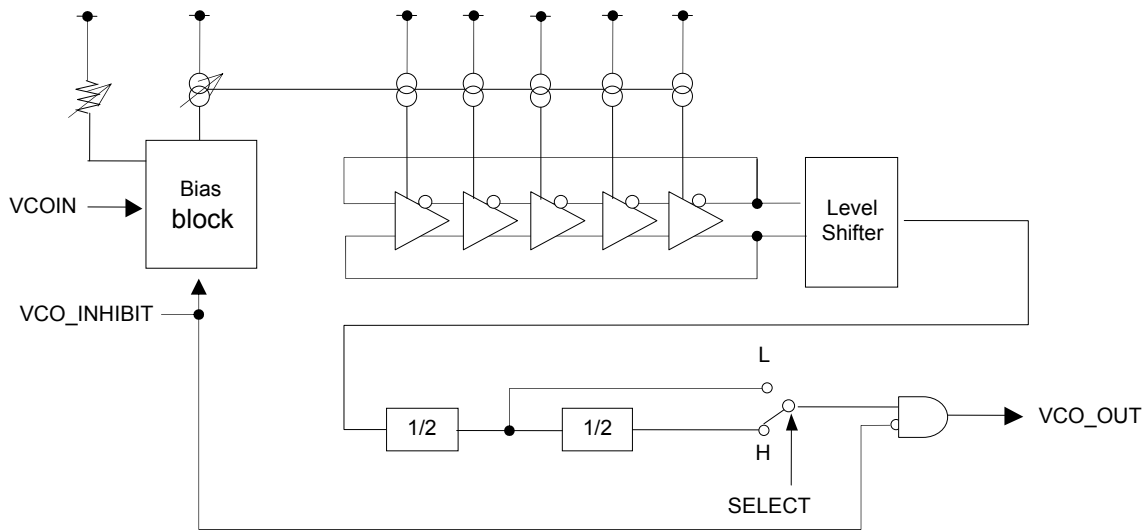 Bias
block
VCOIN
Level
Shifter
VCO_INHIBIT
L
1/2
1/2
VCO_OUT
H
SELECT